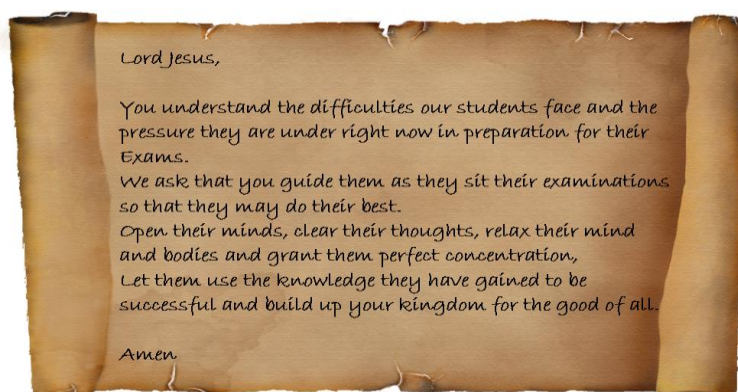 Lord Jesus,
You understand the difficulties our students face and the
pressure they are under right now in preparation for their
Exams.
We ask that you guide them as they sit their examinations
so that they may do their best.
Open their minds, clear their thoughts, relax their mind
and bodies and grant them perfect concentration,
Let them use the knowledge they have gained to be
successful and build up your kingdom for the good of all.
Amen